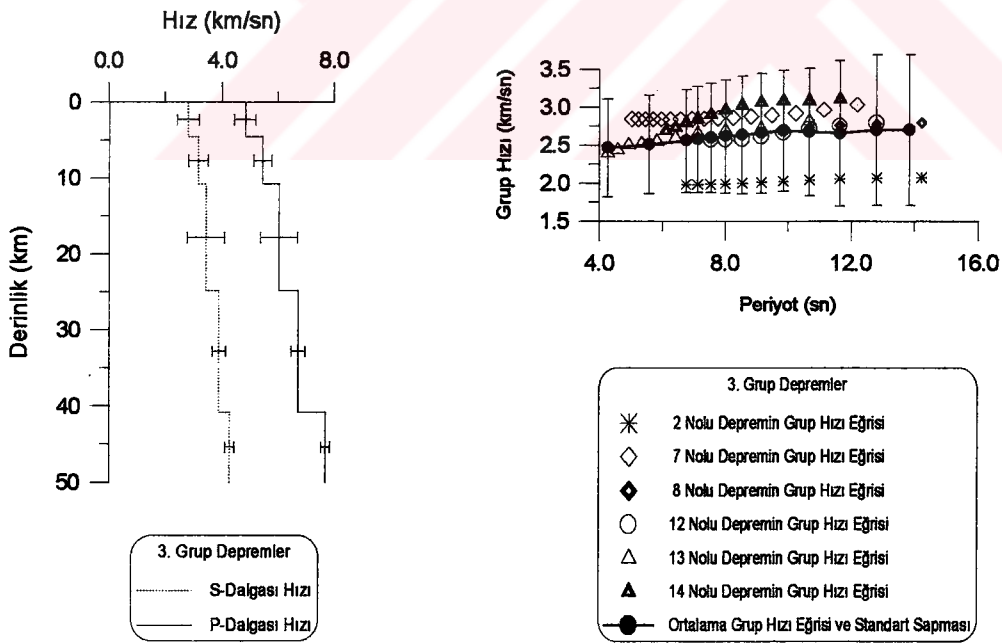 Hız (km/sn)
0.0 4.0 8.0
0
10
20
30
40
50
Derinlik (km)
3. Grup Depremler
S-Dalgası Hızı
P-Dalgası Hızı
3.5
3.0
2.5
2.0
1.5
Grup Hızı (km/sn)
4.0 8.0 12.0 16.0
Periyot (sn)
3. Grup Depremler
2 Nolu Depremin Grup Hızı Eğrisi
7 Nolu Depremin Grup Hızı Eğrisi
8 Nolu Depremin Grup Hızı Eğrisi
12 Nolu Depremin Grup Hızı Eğrisi
13 Nolu Depremin Grup Hızı Eğrisi
14 Nolu Depremin Grup Hızı Eğrisi
Ortalama Grup Hızı Eğrisi ve Standart Sapması